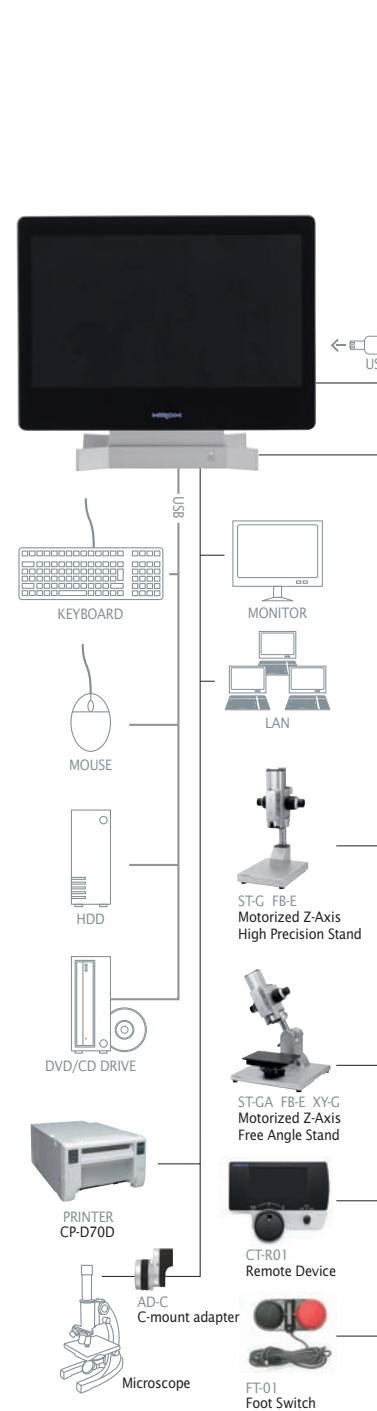 HIROX
USB
KEYBOARD
MONITOR
LAN
MOUSE
HDD
ST-G FB-E
Motorized Z-Axis
High Precision Stand
DVD/CD DRIVE
ST-GA FB-E XY-G
Motorized Z-Axis
Free Angle Stand
PRINTER
CP-D70D
CT-R01
Remote Device
AD-C
C-mount adapter
Microscope
FT-01
Foot Switch